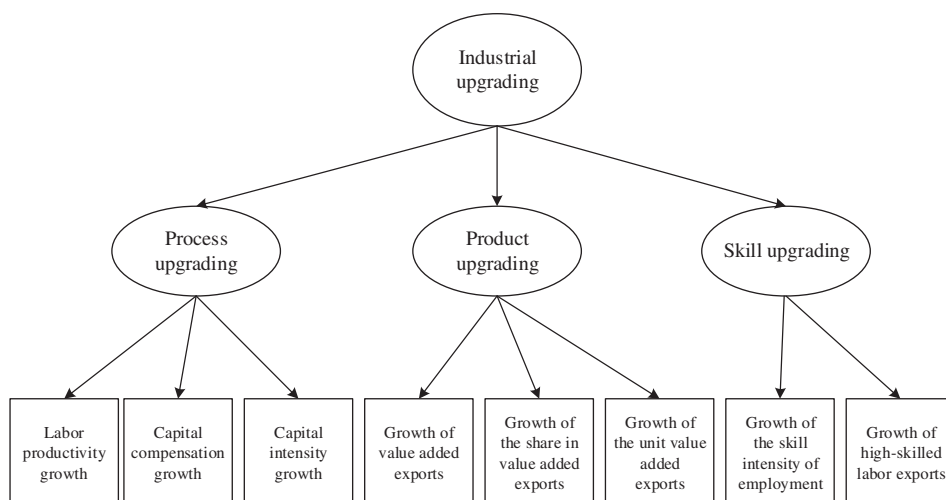 Industrial
upgrading
Process
upgrading
Product
upgrading
Skill upgrading
Labor
productivity
growth
Capital
compensation
growth
Capital
intensity
growth
Growth of
value added
exports
Growth of
the share in
value added
exports
Growth of
the unit value
added
exports
Growth of
the skill
intensity of
employment
Growth of
high-skilled
labor exports